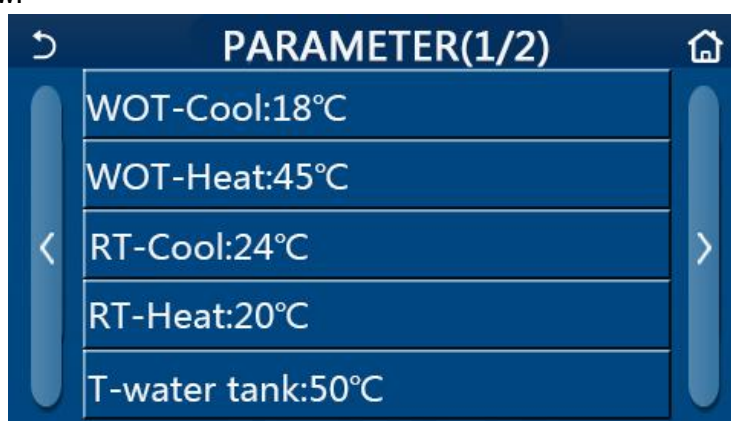 PARAMETER(1/2)
WOT-Cool:18℃
WOT-Heat:45℃
RT-Cool:24℃
RT-Heat:20℃
T-water tank:50℃